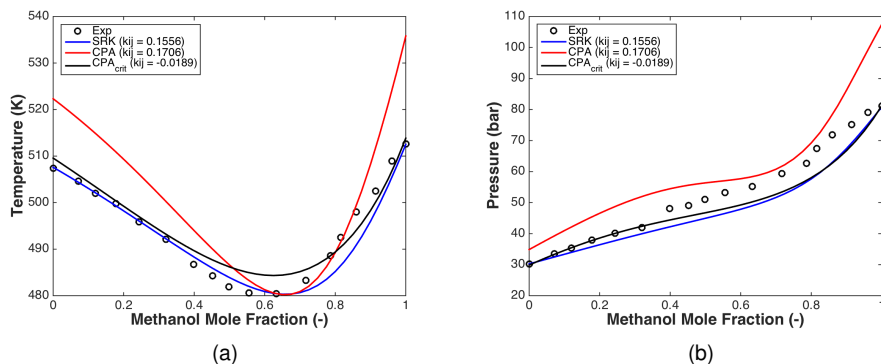 540
530
520
510
500
490
480
Temperature (K)
Exp
SRK (kij = 0.1556)
CPA (kij = 0.1706)
CPAcrit (kij = -0.0189)
0 0.2 0.4 0.6 0.8 1
Methanol Mole Fraction (-)
(a)
110
100
90
80
70
60
50
40
30
20
Pressure (bar)
Exp
SRK (kij = 0.1556)
CPA (kij = 0.1706)
CPAcrit (kij = -0.0189)
0 0.2 0.4 0.6 0.8
Methanol Mole Fraction (-)
(b)